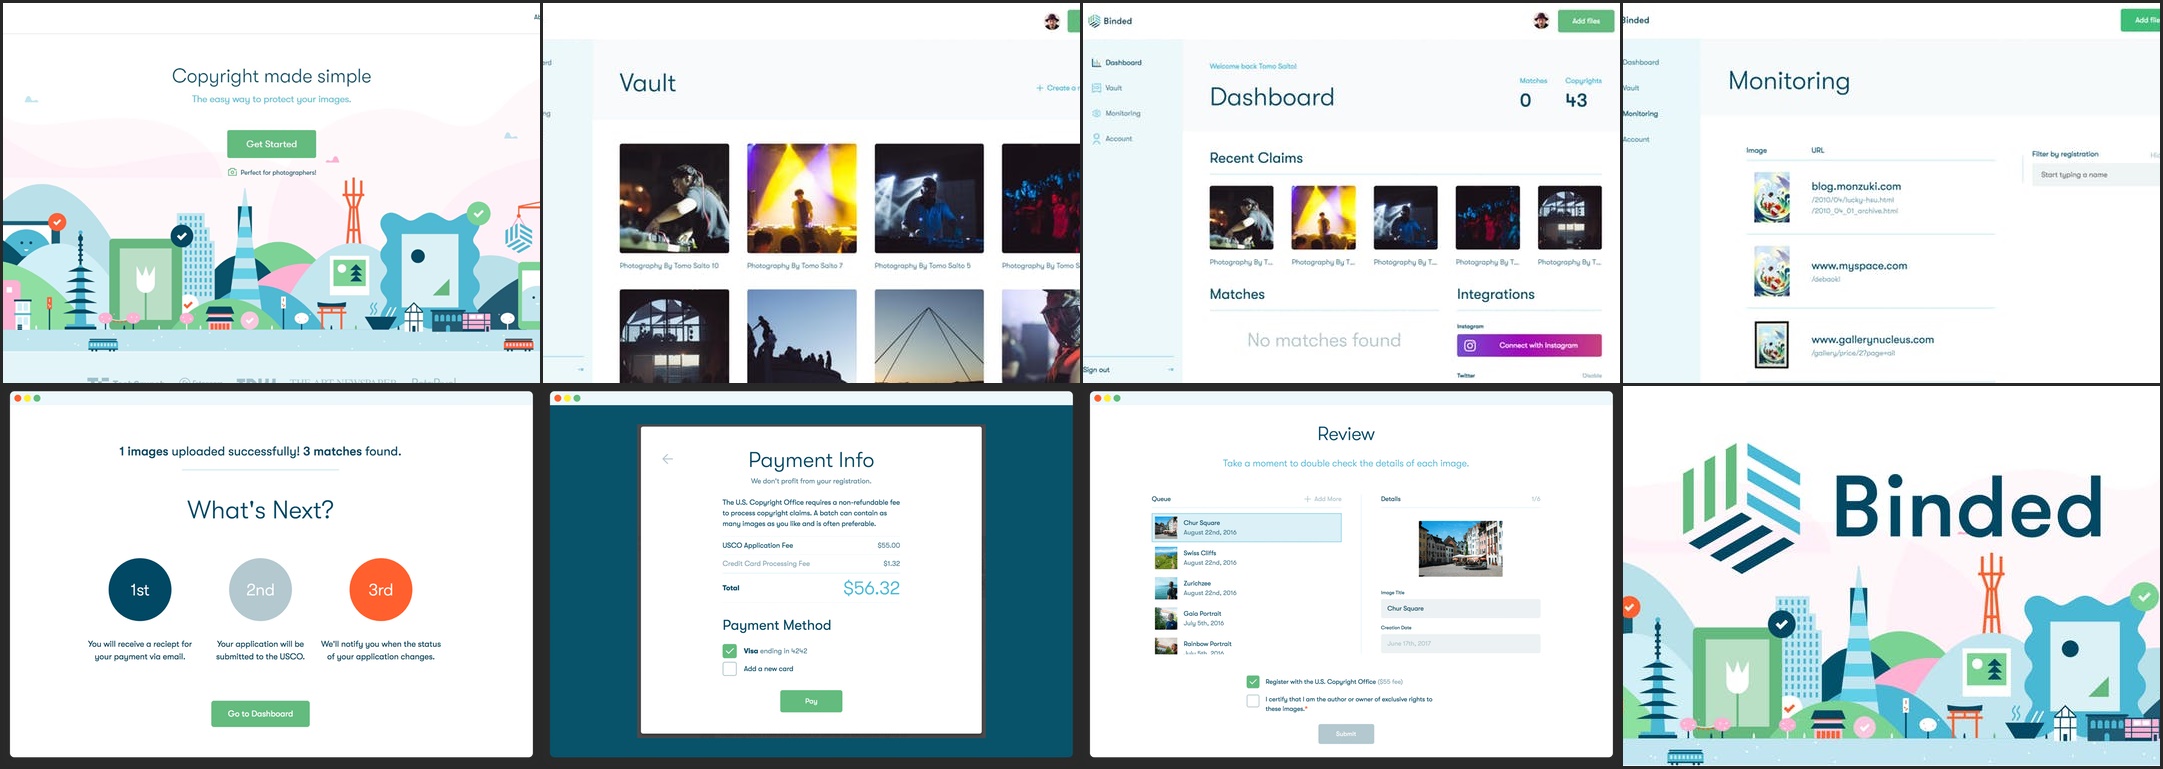 Ab
Copyright made simple
The easy way to protect your images.
Get Started
Perfect for photographers!
THE ART NEWSPAPER
PetaPixel
Vault
+ Create a n
Photography By Tomo Saito 10
Photography By Tomo Saito 7
Photography By Tomo Saito 5
Photography By Tomo S
Binded
Add files
Dashboard
Vault
Monitoring
Account
Sign out
Welcome back Tomo Saito!
Dashboard
Matches
0
Copyrights
43
Recent Claims
Photography By T...
Photography By T...
Photography By T...
Photography By T...
Photography By T...
Matches
No matches found
Integrations
Instagram
Connect with Instagram
Twitter
Binded
Add file
Dashboard
Vault
Monitoring
Account
Monitoring
Image
URL
blog.monzuki.com
/2010/04/lucky-hsu.html
/2010_04_01_archive.html
www.myspace.com
www.gallerynucleus.com
/gallery/price/2?page=all
Filter by registration
Hid
Start typing a name
1 images uploaded successfully! 3 matches found.
What's Next?
1st
You will receive a reciept for
your payment via email.
2nd
Your application will be
submitted to the USCO.
3rd
We'll notify you when the status
of your application changes.
Go to Dashboard
Payment Info
We don't profit from your registration.
The U.S. Copyright Office requires a non-refundable fee
to process copyright claims. A batch can contain as
many images as you like and is often preferable.
USCO Application Fee $55.00
Credit Card Processing Fee $1.32
Total $56.32
Payment Method
Visa ending in 4242
Add a new card
Pay
Review
Take a moment to double check the details of each image.
Queue
+ Add More
Chur Square
August 22nd, 2016
Swiss Cliffs
August 22nd, 2016
Zurichzee
August 22nd, 2016
Gaia Portrait
July 5th, 2016
Rainbow Portrait
July 5th, 2016
Details
1/6
Image Title
Chur Square
Creation Date
June 17th, 2017
Register with the U.S. Copyright Office ($55 fee)
I certify that I am the author or owner of exclusive rights to
these images.*
Submit
Binded